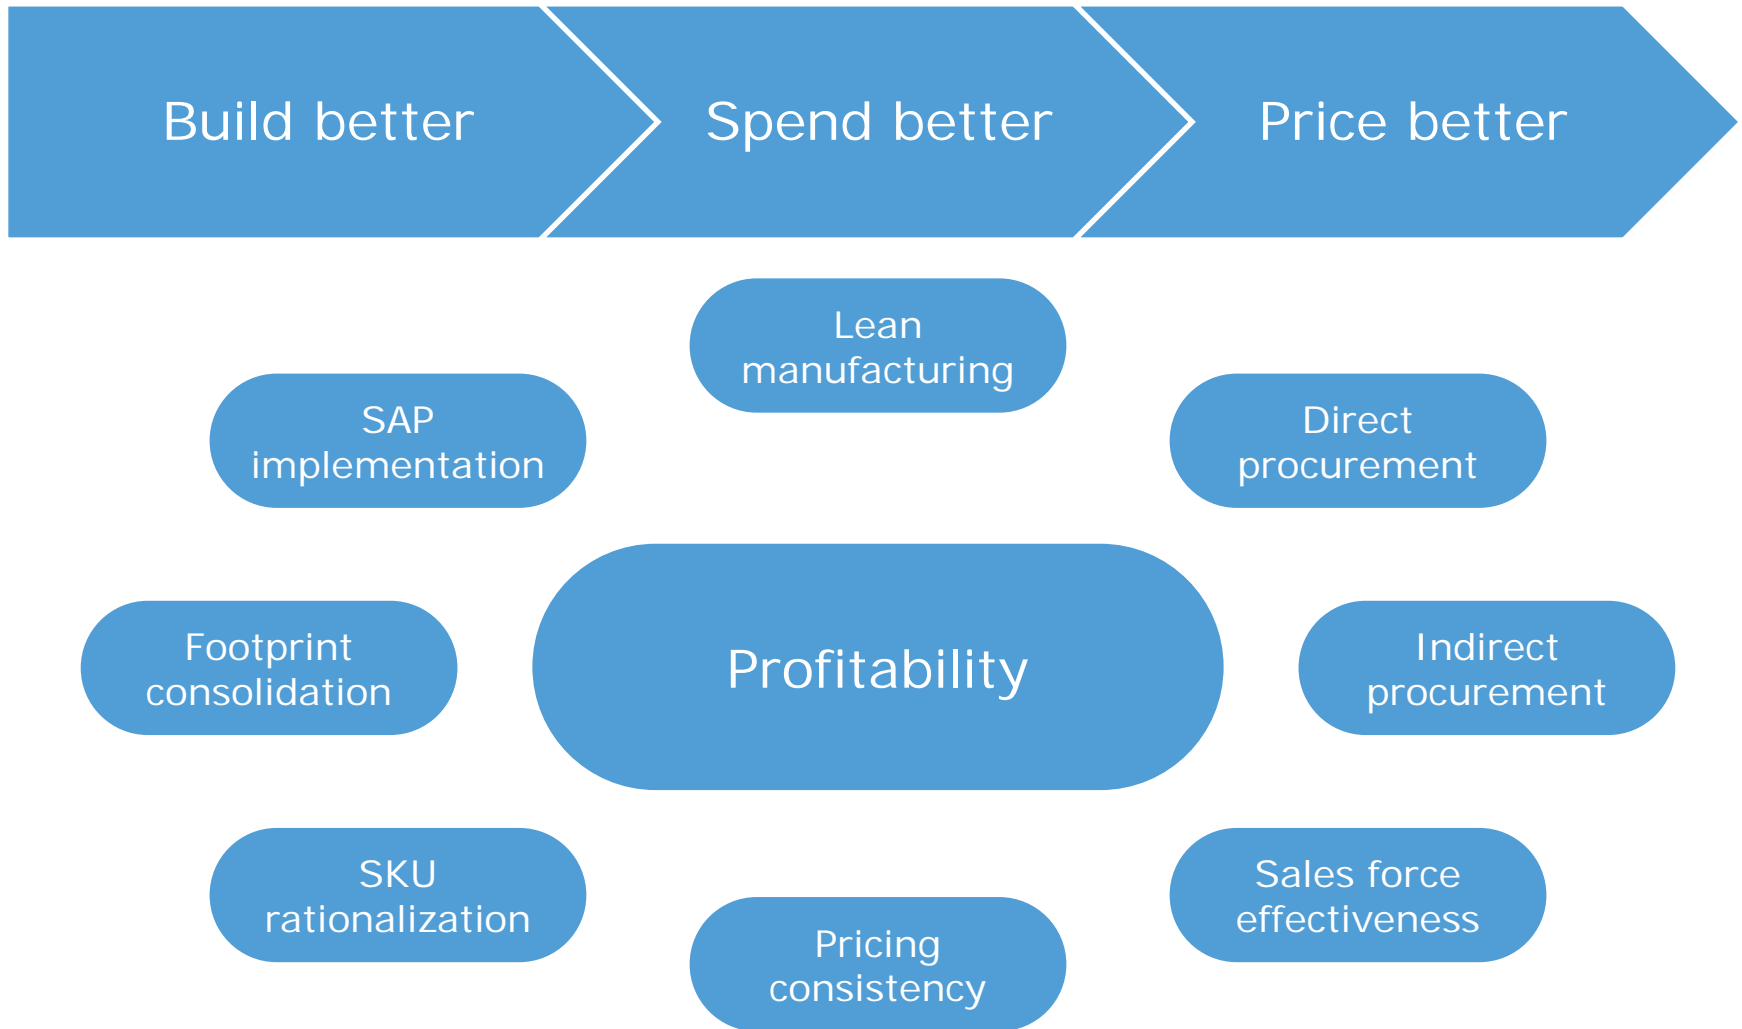 Build better
Spend better
Price better
Lean
manufacturing
SAP
implementation
Direct
procurement
Footprint
consolidation
Profitability
Indirect
procurement
SKU
rationalization
Sales force
effectiveness
Pricing
consistency